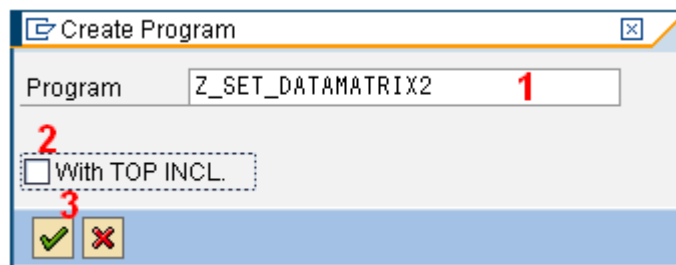 Create Program
Program Z_SET_DATAMATRIX2 1
2
With TOP INCL.
3